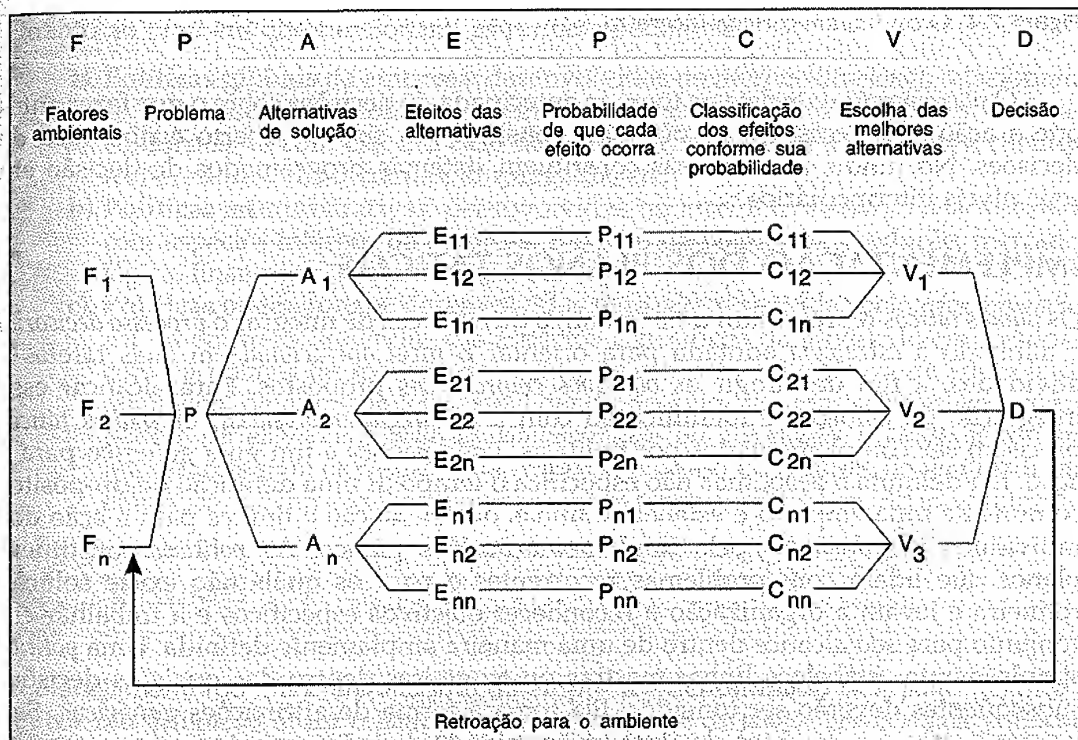 F P A E P C V D
Fatores Problema Alternativas Efeitos das Probabilidade Classificação Escolha das Decisão
ambientais de solução alternativas de que cada dos efeitos melhores
efeito ocorra conforme sua alternativas
probabilidade
E11 P11 C11
F1 A1 E12 P12 C12 V1
E1n P1n C1n
E21 P21 C21
F2 P A2 E22 P22 C22 V2 D
E2n P2n C2n
En1 Pn1 Cn1
Fn An En2 Pn2 Cn2 V3
Enn Pnn Cnn
Retroação para o ambiente